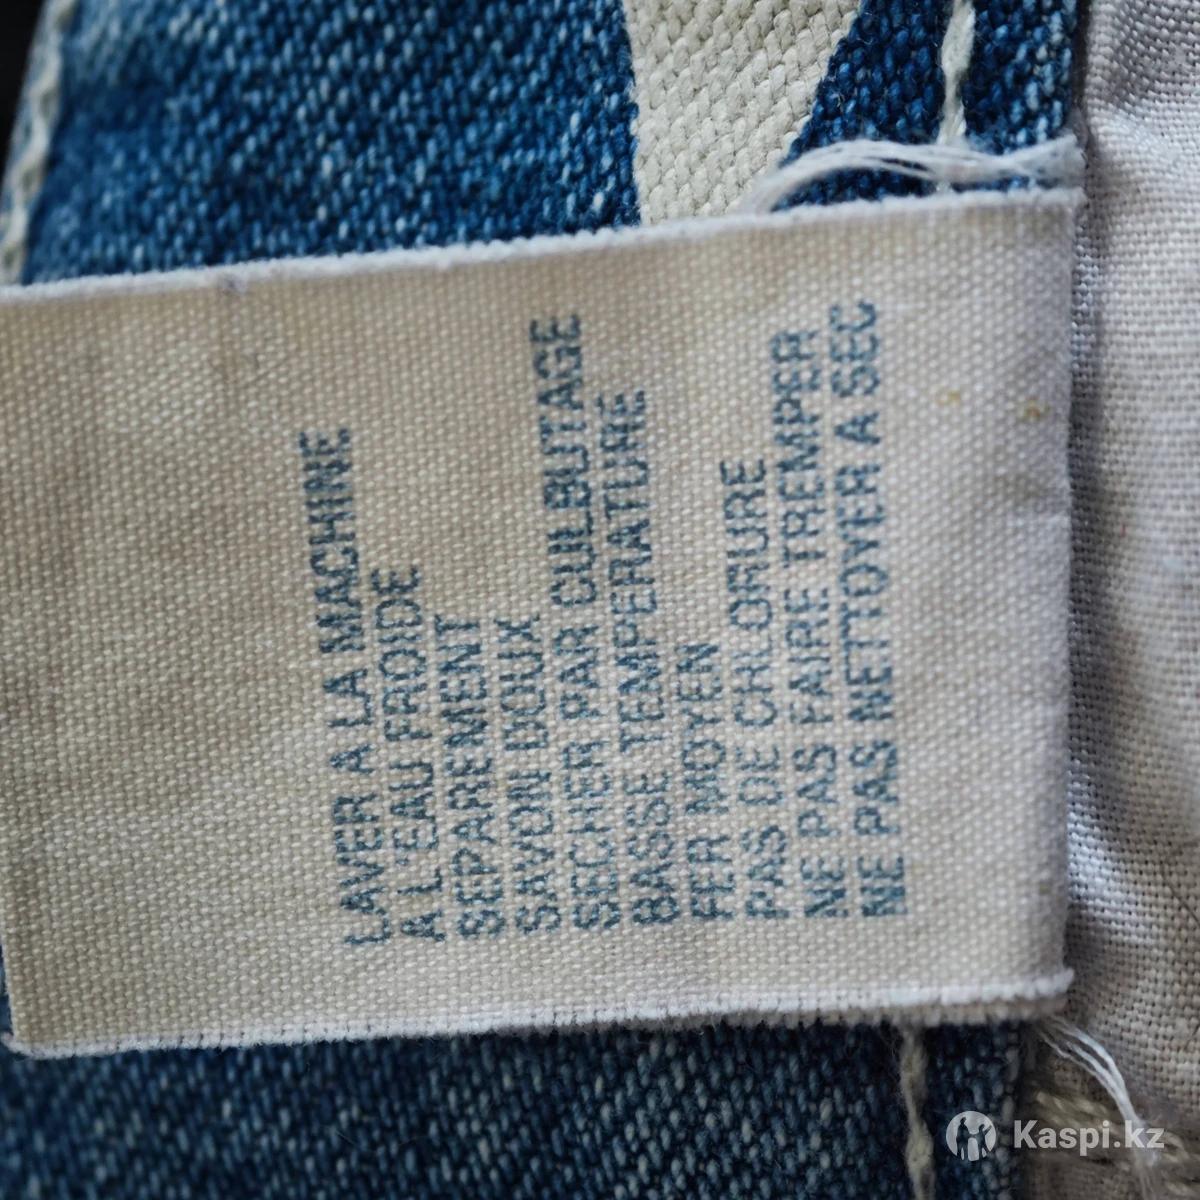 LAVER A LA MACHINE
A L'EAU FROIDE
SEPAREMENT
SAVON DOUX
SECHER PAR CULBUTAGE
BASSE TEMPERATURE
FER MOYEN
PAS DE CHLORURE
NE PAS FAIRE TREMPER
NE PAS NETTOYER A SEC
Kaspi.kz